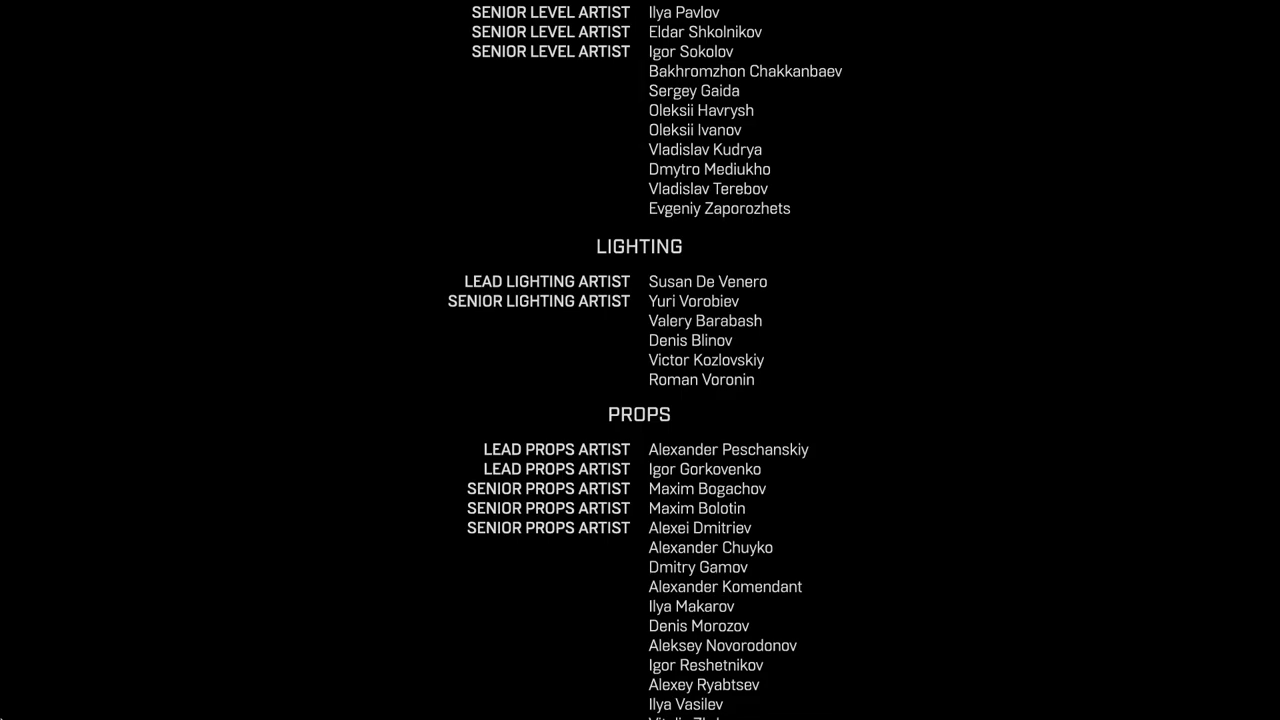 SENIOR LEVEL ARTIST Ilya Pavlov
SENIOR LEVEL ARTIST Eldar Shkolnikov
SENIOR LEVEL ARTIST Igor Sokolov
Bakhromzhon Chakkanbaev
Sergey Gaida
Oleksii Havrysh
Oleksii Ivanov
Vladislav Kudrya
Dmytro Mediukho
Vladislav Terebov
Evgeniy Zaporozhets
LIGHTING
LEAD LIGHTING ARTIST Susan De Venero
SENIOR LIGHTING ARTIST Yuri Vorobiev
Valery Barabash
Denis Blinov
Victor Kozlovskiy
Roman Voronin
PROPS
LEAD PROPS ARTIST Alexander Peschanskiy
LEAD PROPS ARTIST Igor Gorkovenko
SENIOR PROPS ARTIST Maxim Bogachov
SENIOR PROPS ARTIST Maxim Bolotin
SENIOR PROPS ARTIST Alexei Dmitriev
Alexander Chuyko
Dmitry Gamov
Alexander Komendant
Ilya Makarov
Denis Morozov
Aleksey Novorodonov
Igor Reshetnikov
Alexey Ryabtsev
Ilya Vasilev